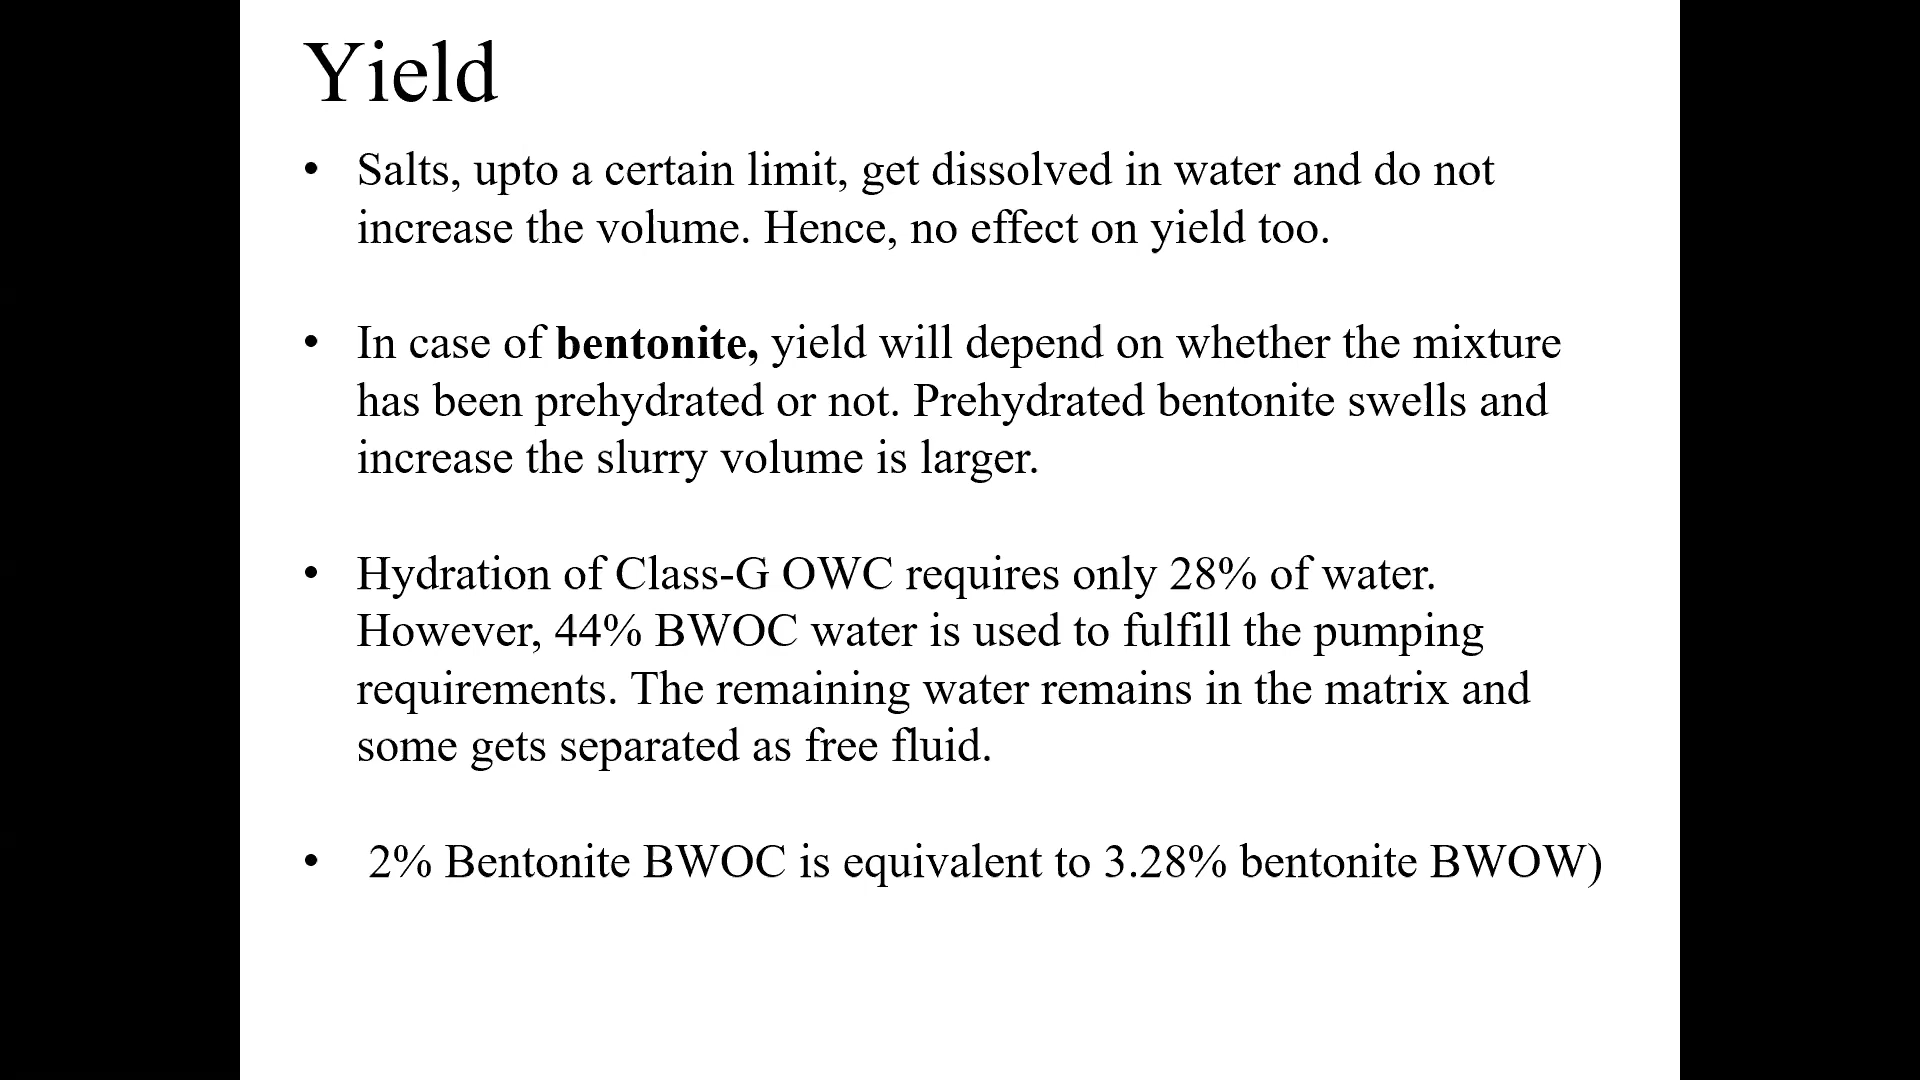 Yield
• Salts, upto a certain limit, get dissolved in water and do not
increase the volume. Hence, no effect on yield too.
• In case of bentonite, yield will depend on whether the mixture
has been prehydrated or not. Prehydrated bentonite swells and
increase the slurry volume is larger.
• Hydration of Class-G OWC requires only 28% of water.
However, 44% BWOC water is used to fulfill the pumping
requirements. The remaining water remains in the matrix and
some gets separated as free fluid.
• 2% Bentonite BWOC is equivalent to 3.28% bentonite BWOW)